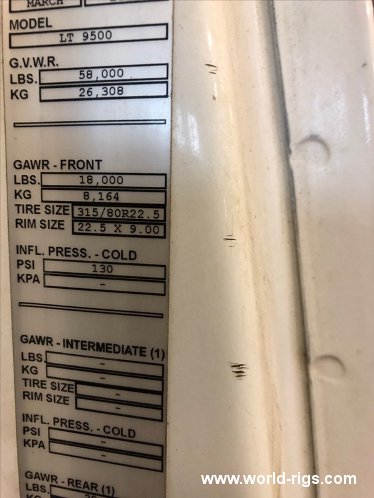 MARCH
MODEL
LT 9500
G.V.W.R.
LBS. 58,000
KG 26,308
GAWR - FRONT
LBS. 18,000
KG 8,164
TIRE SIZE 315/80R22.5
RIM SIZE 22.5 X 9.00
INFL. PRESS. - COLD
PSI 130
KPA -
GAWR - INTERMEDIATE (1)
LBS. -
KG -
TIRE SIZE -
RIM SIZE -
INFL. PRESS. - COLD
PSI -
KPA -
GAWR - REAR (1)
LBS.
www.world-rigs.com